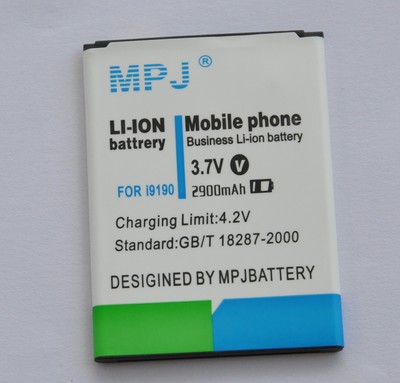 MPJ®
LI-ION
battrery
FOR i9190
Mobile phone
Business Li-ion battery
3.7V V
2900mAh
Charging Limit:4.2V
Standard:GB/T 18287-2000
DESIGNED BY MPJBATTERY